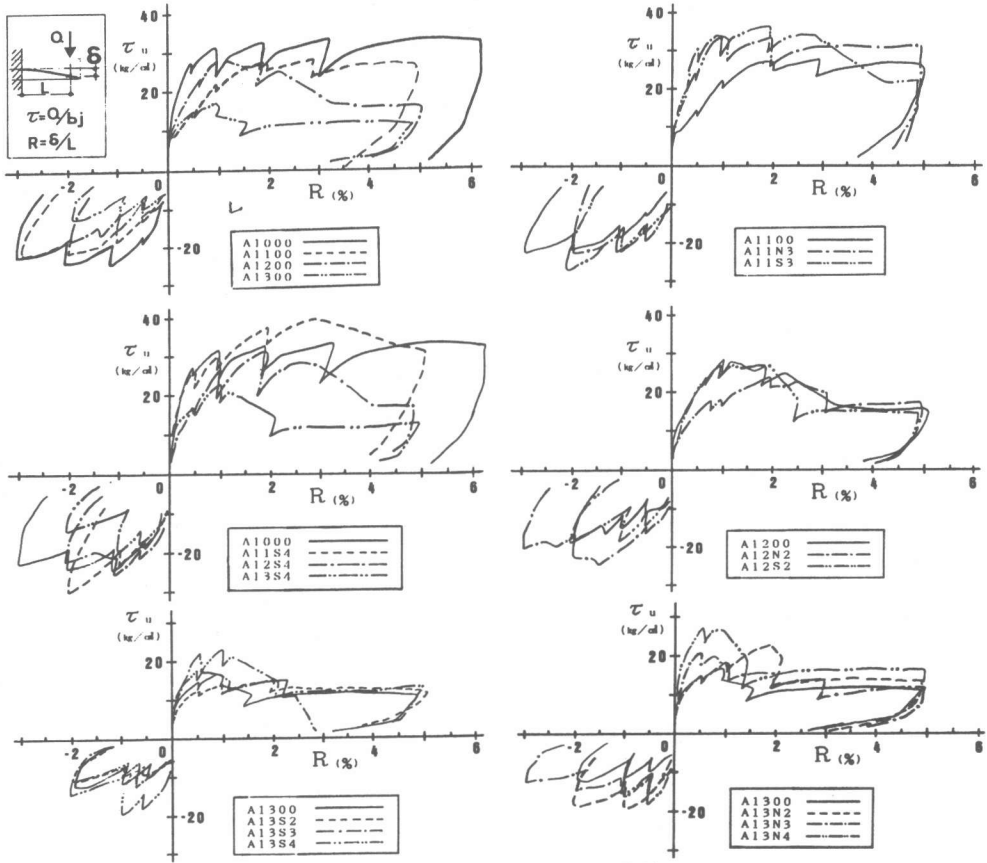 Q
δ
L
τ=Q/bj
R=δ/L
40
τu
(kg/㎠)
20
-2
0
2
4
6
R (%)
-20
A1000
A1100
A1200
A1300
40
τu
(kg/㎠)
20
-2
0
2
4
6
R (%)
-20
A1100
A11N3
A11S3
40
τu
(kg/㎠)
20
-2
0
2
4
6
R (%)
-20
A1000
A11S4
A12S4
A13S4
40
τu
(kg/㎠)
20
-2
0
2
4
6
R (%)
-20
A1200
A12N2
A12S2
τu
(kg/㎠)
20
-2
0
2
4
6
R (%)
-20
A1300
A13S2
A13S3
A13S4
τu
(kg/㎠)
20
-2
0
2
4
6
R (%)
-20
A1300
A13N2
A13N3
A13N4